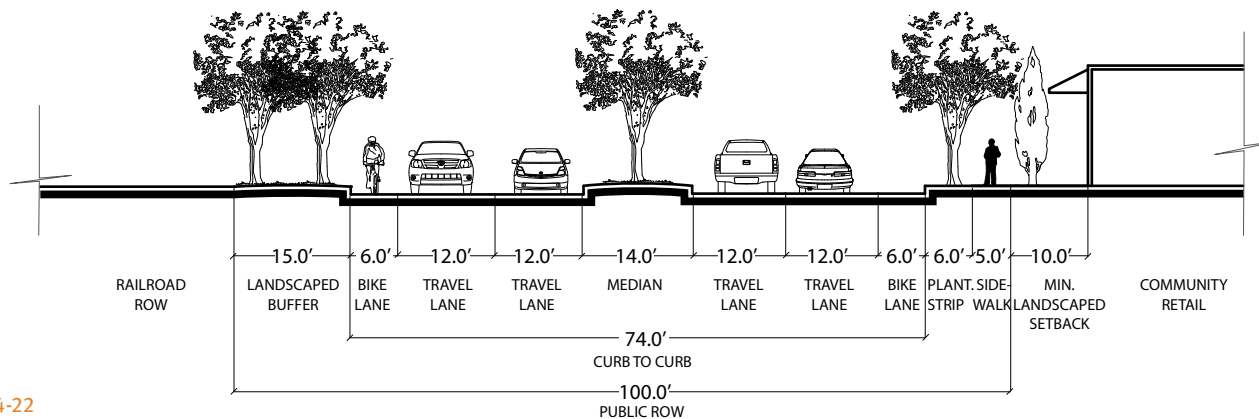 15.0' 6.0' 12.0' 12.0' 14.0' 12.0' 12.0' 6.0' 6.0' 5.0' 10.0'
RAILROAD
ROW
LANDSCAPED
BUFFER
BIKE
LANE
TRAVEL
LANE
TRAVEL
LANE
MEDIAN
TRAVEL
LANE
TRAVEL
LANE
BIKE
LANE
PLANT.
STRIP
SIDE-
WALK
MIN.
LANDSCAPED
SETBACK
COMMUNITY
RETAIL
74.0'
CURB TO CURB
100.0'
PUBLIC ROW
4-22